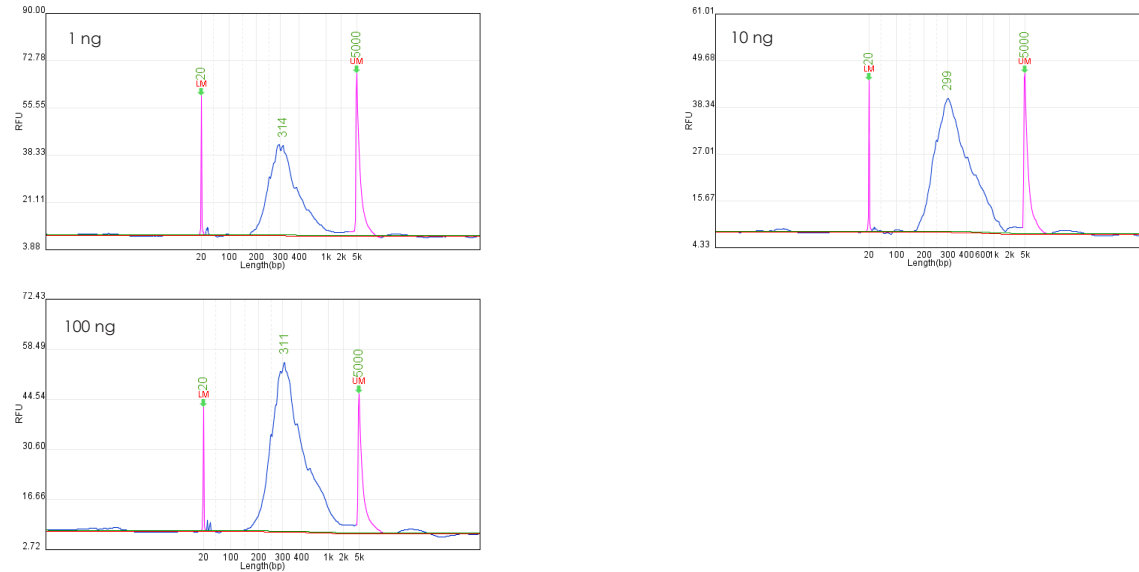 90.00
1 ng
72.78
55.55
38.33
21.11
3.88
RFU
20
LM
314
5000
UM
20 100 200 300 400 1k 2k 5k
Length(bp)
61.01
10 ng
49.68
38.34
27.01
15.67
4.33
RFU
20
LM
299
5000
UM
20 100 200 300 400 600 1k 2k 5k
Length(bp)
72.43
100 ng
58.49
44.54
30.60
16.66
2.72
RFU
20
LM
311
5000
UM
20 100 200 300 400 1k 2k 5k
Length(bp)